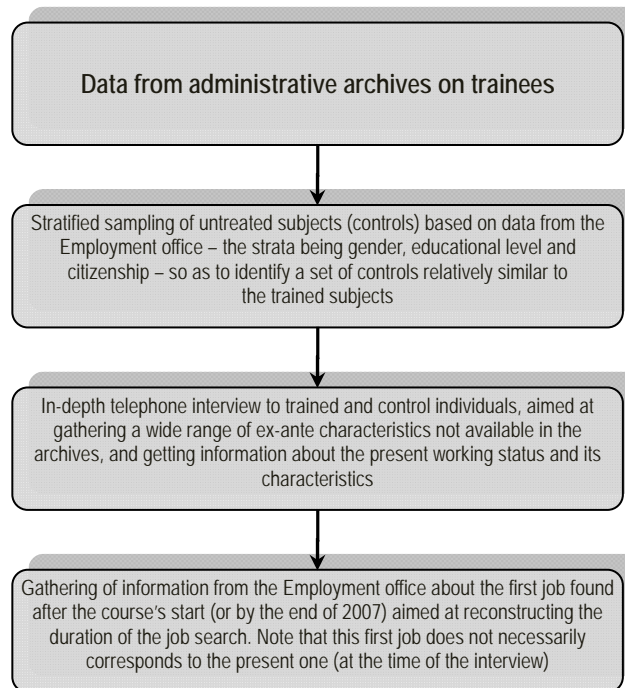 Data from administrative archives on trainees
Stratified sampling of untreated subjects (controls) based on data from the
Employment office – the strata being gender, educational level and
citizenship – so as to identify a set of controls relatively similar to
the trained subjects
In-depth telephone interview to trained and control individuals, aimed at
gathering a wide range of ex-ante characteristics not available in the
archives, and getting information about the present working status and its
characteristics
Gathering of information from the Employment office about the first job found
after the course's start (or by the end of 2007) aimed at reconstructing the
duration of the job search. Note that this first job does not necessarily
corresponds to the present one (at the time of the interview)